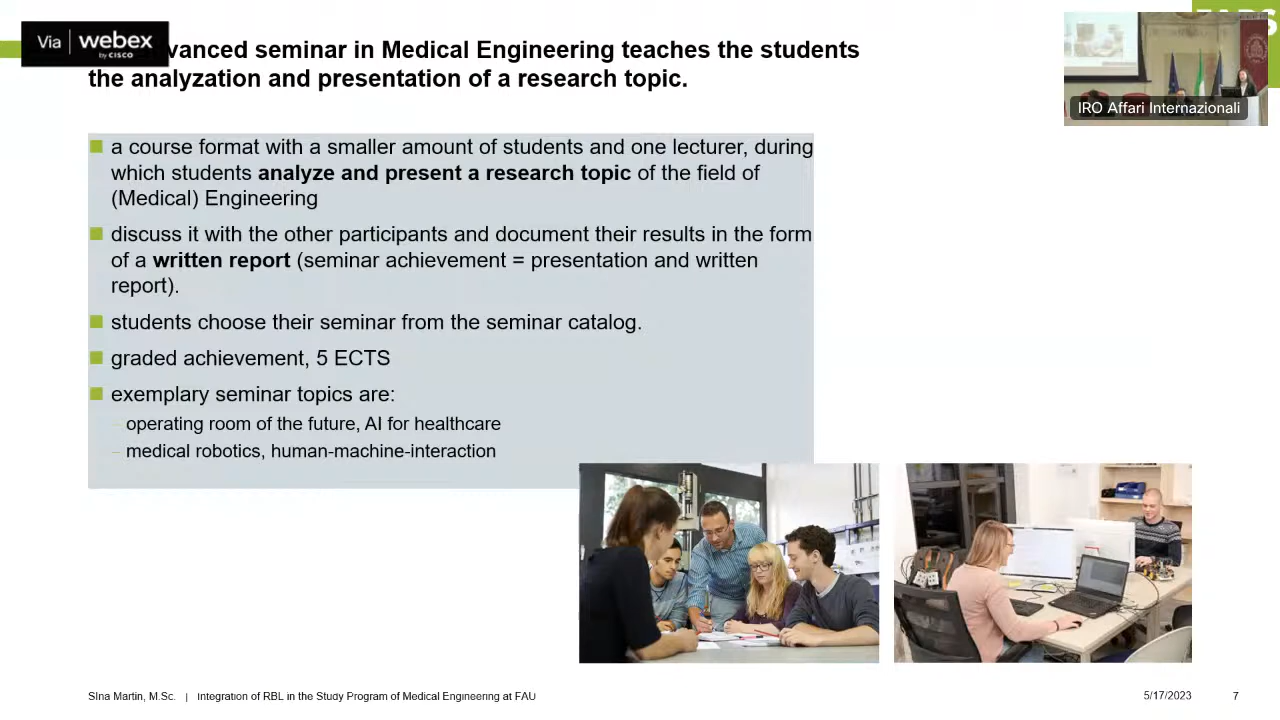 Via webex
by CISCO
vanced seminar in Medical Engineering teaches the students
the analyzation and presentation of a research topic.
IRO Affari Internazionali
a course format with a smaller amount of students and one lecturer, during
which students analyze and present a research topic of the field of
(Medical) Engineering
discuss it with the other participants and document their results in the form
of a written report (seminar achievement = presentation and written
report).
students choose their seminar from the seminar catalog.
graded achievement, 5 ECTS
exemplary seminar topics are:
– operating room of the future, AI for healthcare
– medical robotics, human-machine-interaction
Sina Martin, M.Sc. | Integration of RBL in the Study Program of Medical Engineering at FAU
5/17/2023 7